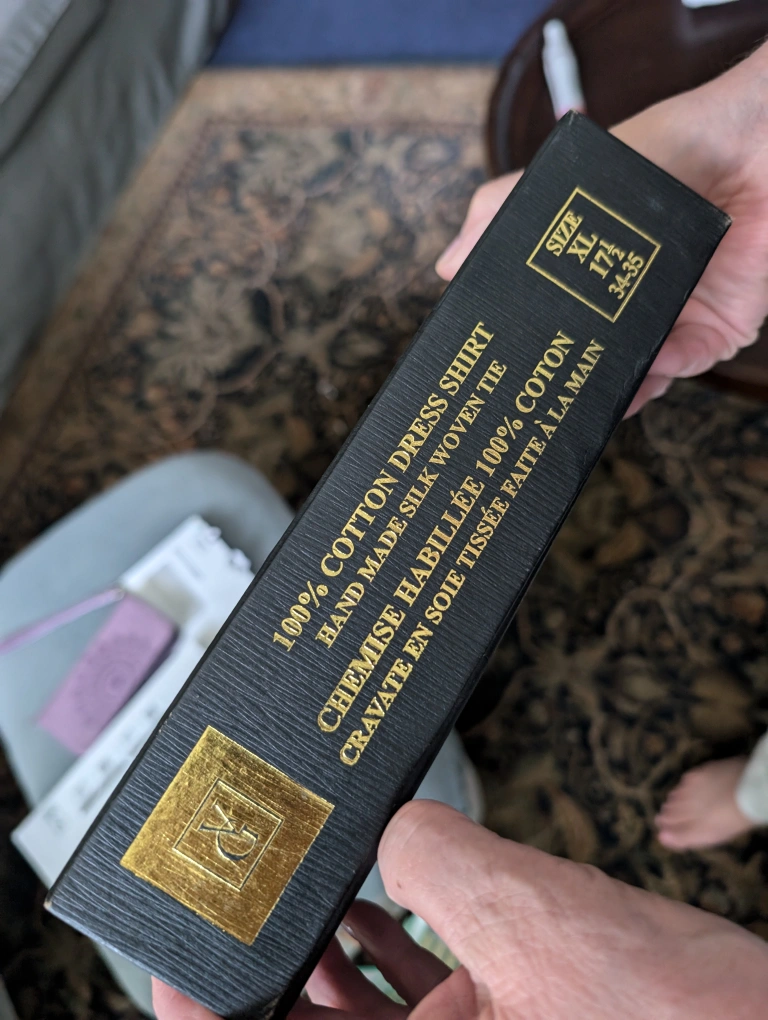 100% COTTON DRESS SHIRT
HAND MADE SILK WOVEN TIE
CHEMISE HABILLÉE 100% COTON
CRAVATE EN SOIE TISSÉE FAITE À LA MAIN
SIZE
XL
17½
34-35